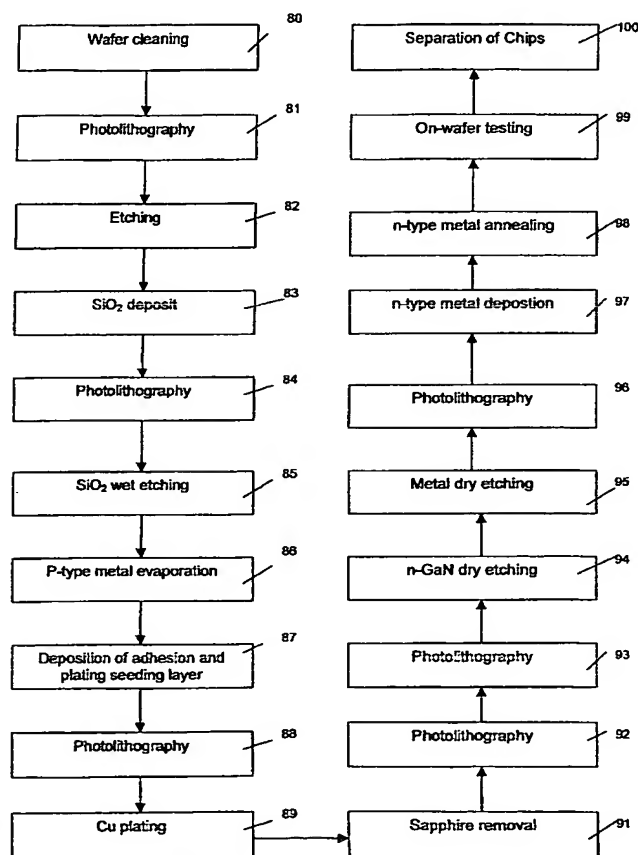 Wafer cleaning
80
Photolithography
81
Etching
82
SiO₂ deposit
83
Photolithography
84
SiO₂ wet etching
85
P-type metal evaporation
86
Deposition of adhesion and
plating seeding layer
87
Photolithography
88
Cu plating
89
Sapphire removal
91
Photolithography
92
Photolithography
93
n-GaN dry etching
94
Metal dry etching
95
Photolithography
96
n-type metal depostion
97
n-type metal annealing
98
On-wafer testing
99
Separation of Chips
100